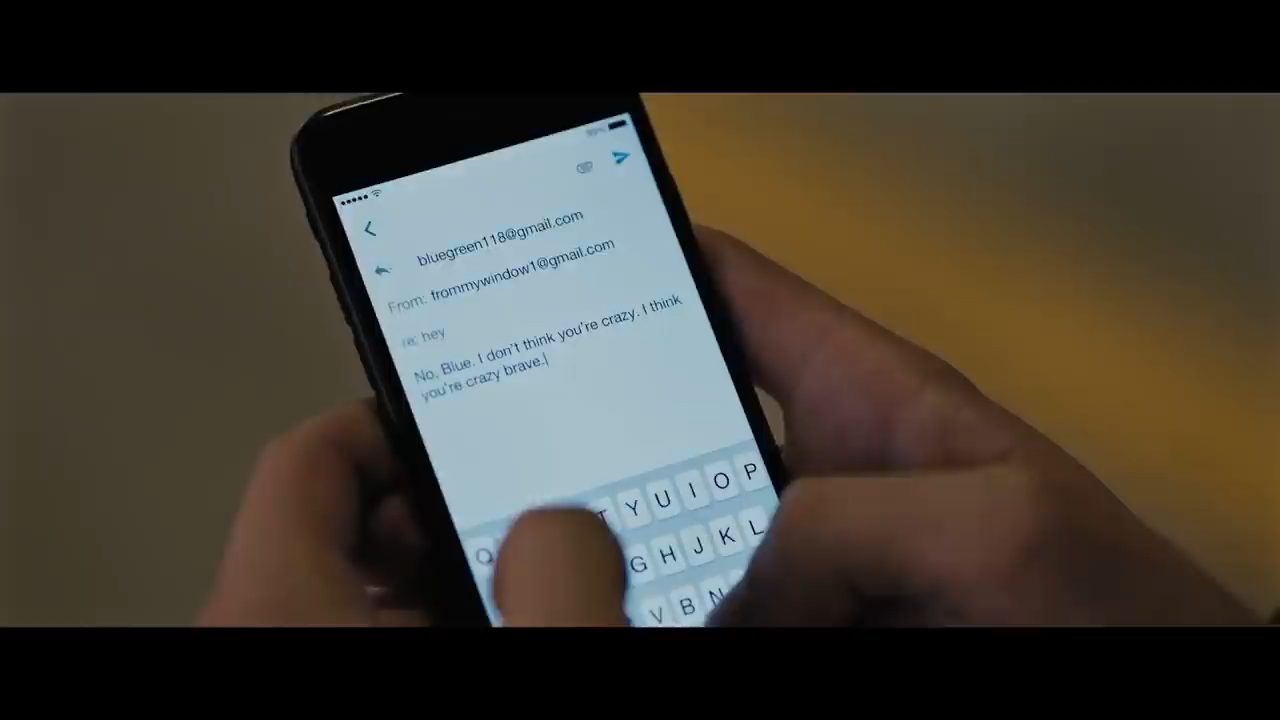 bluegreen118@gmail.com
From: frommywindow1@gmail.com
re: hey
No, Blue. I don't think you're crazy. I think
you're crazy brave.
Q T Y U I O P
G H J K L
V B N